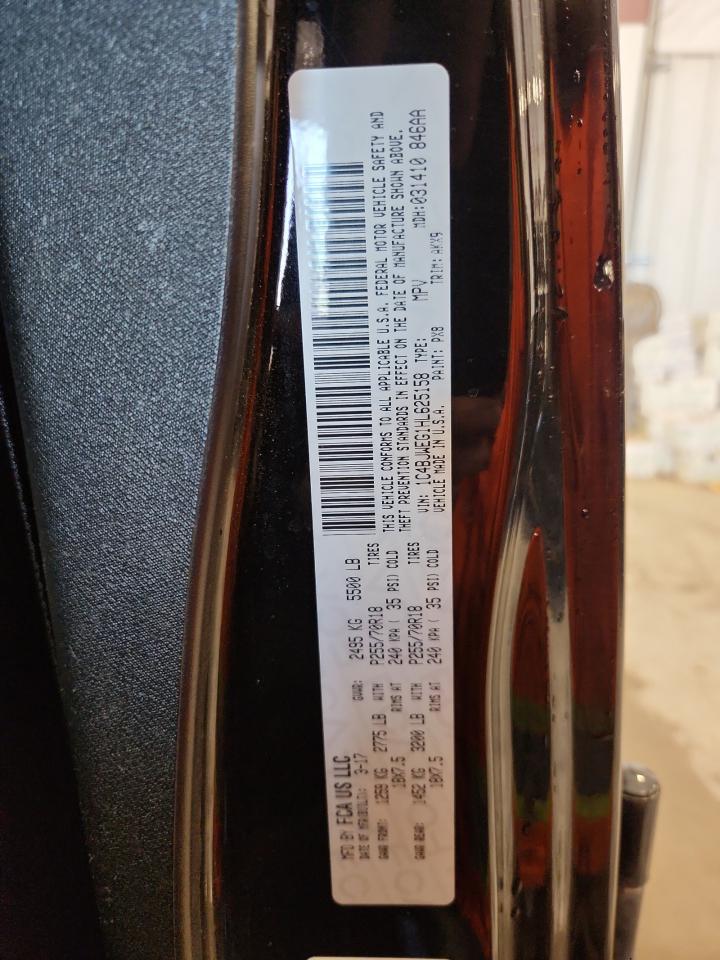 MFD BY FCA US LLC
DATE OF MFR(BUILT): 3-17 GVWR: 2495 KG 5500 LB
GAWR FRONT: 1259 KG 2775 LB WITH P255/70R18 TIRES
18X7.5 RIMS AT 240 KPA ( 35 PSI) COLD
GAWR REAR: 1452 KG 3200 LB WITH P255/70R18 TIRES
18X7.5 RIMS AT 240 KPA ( 35 PSI) COLD
THIS VEHICLE CONFORMS TO ALL APPLICABLE U.S.A. FEDERAL MOTOR VEHICLE SAFETY AND
THEFT PREVENTION STANDARDS IN EFFECT ON THE DATE OF MANUFACTURE SHOWN ABOVE.
VIN: 1C4BJWEG1HL625158 TYPE: MPV MDH:031410 846AA
VEHICLE MADE IN U.S.A. PAINT: PX8 TRIM: AKX9